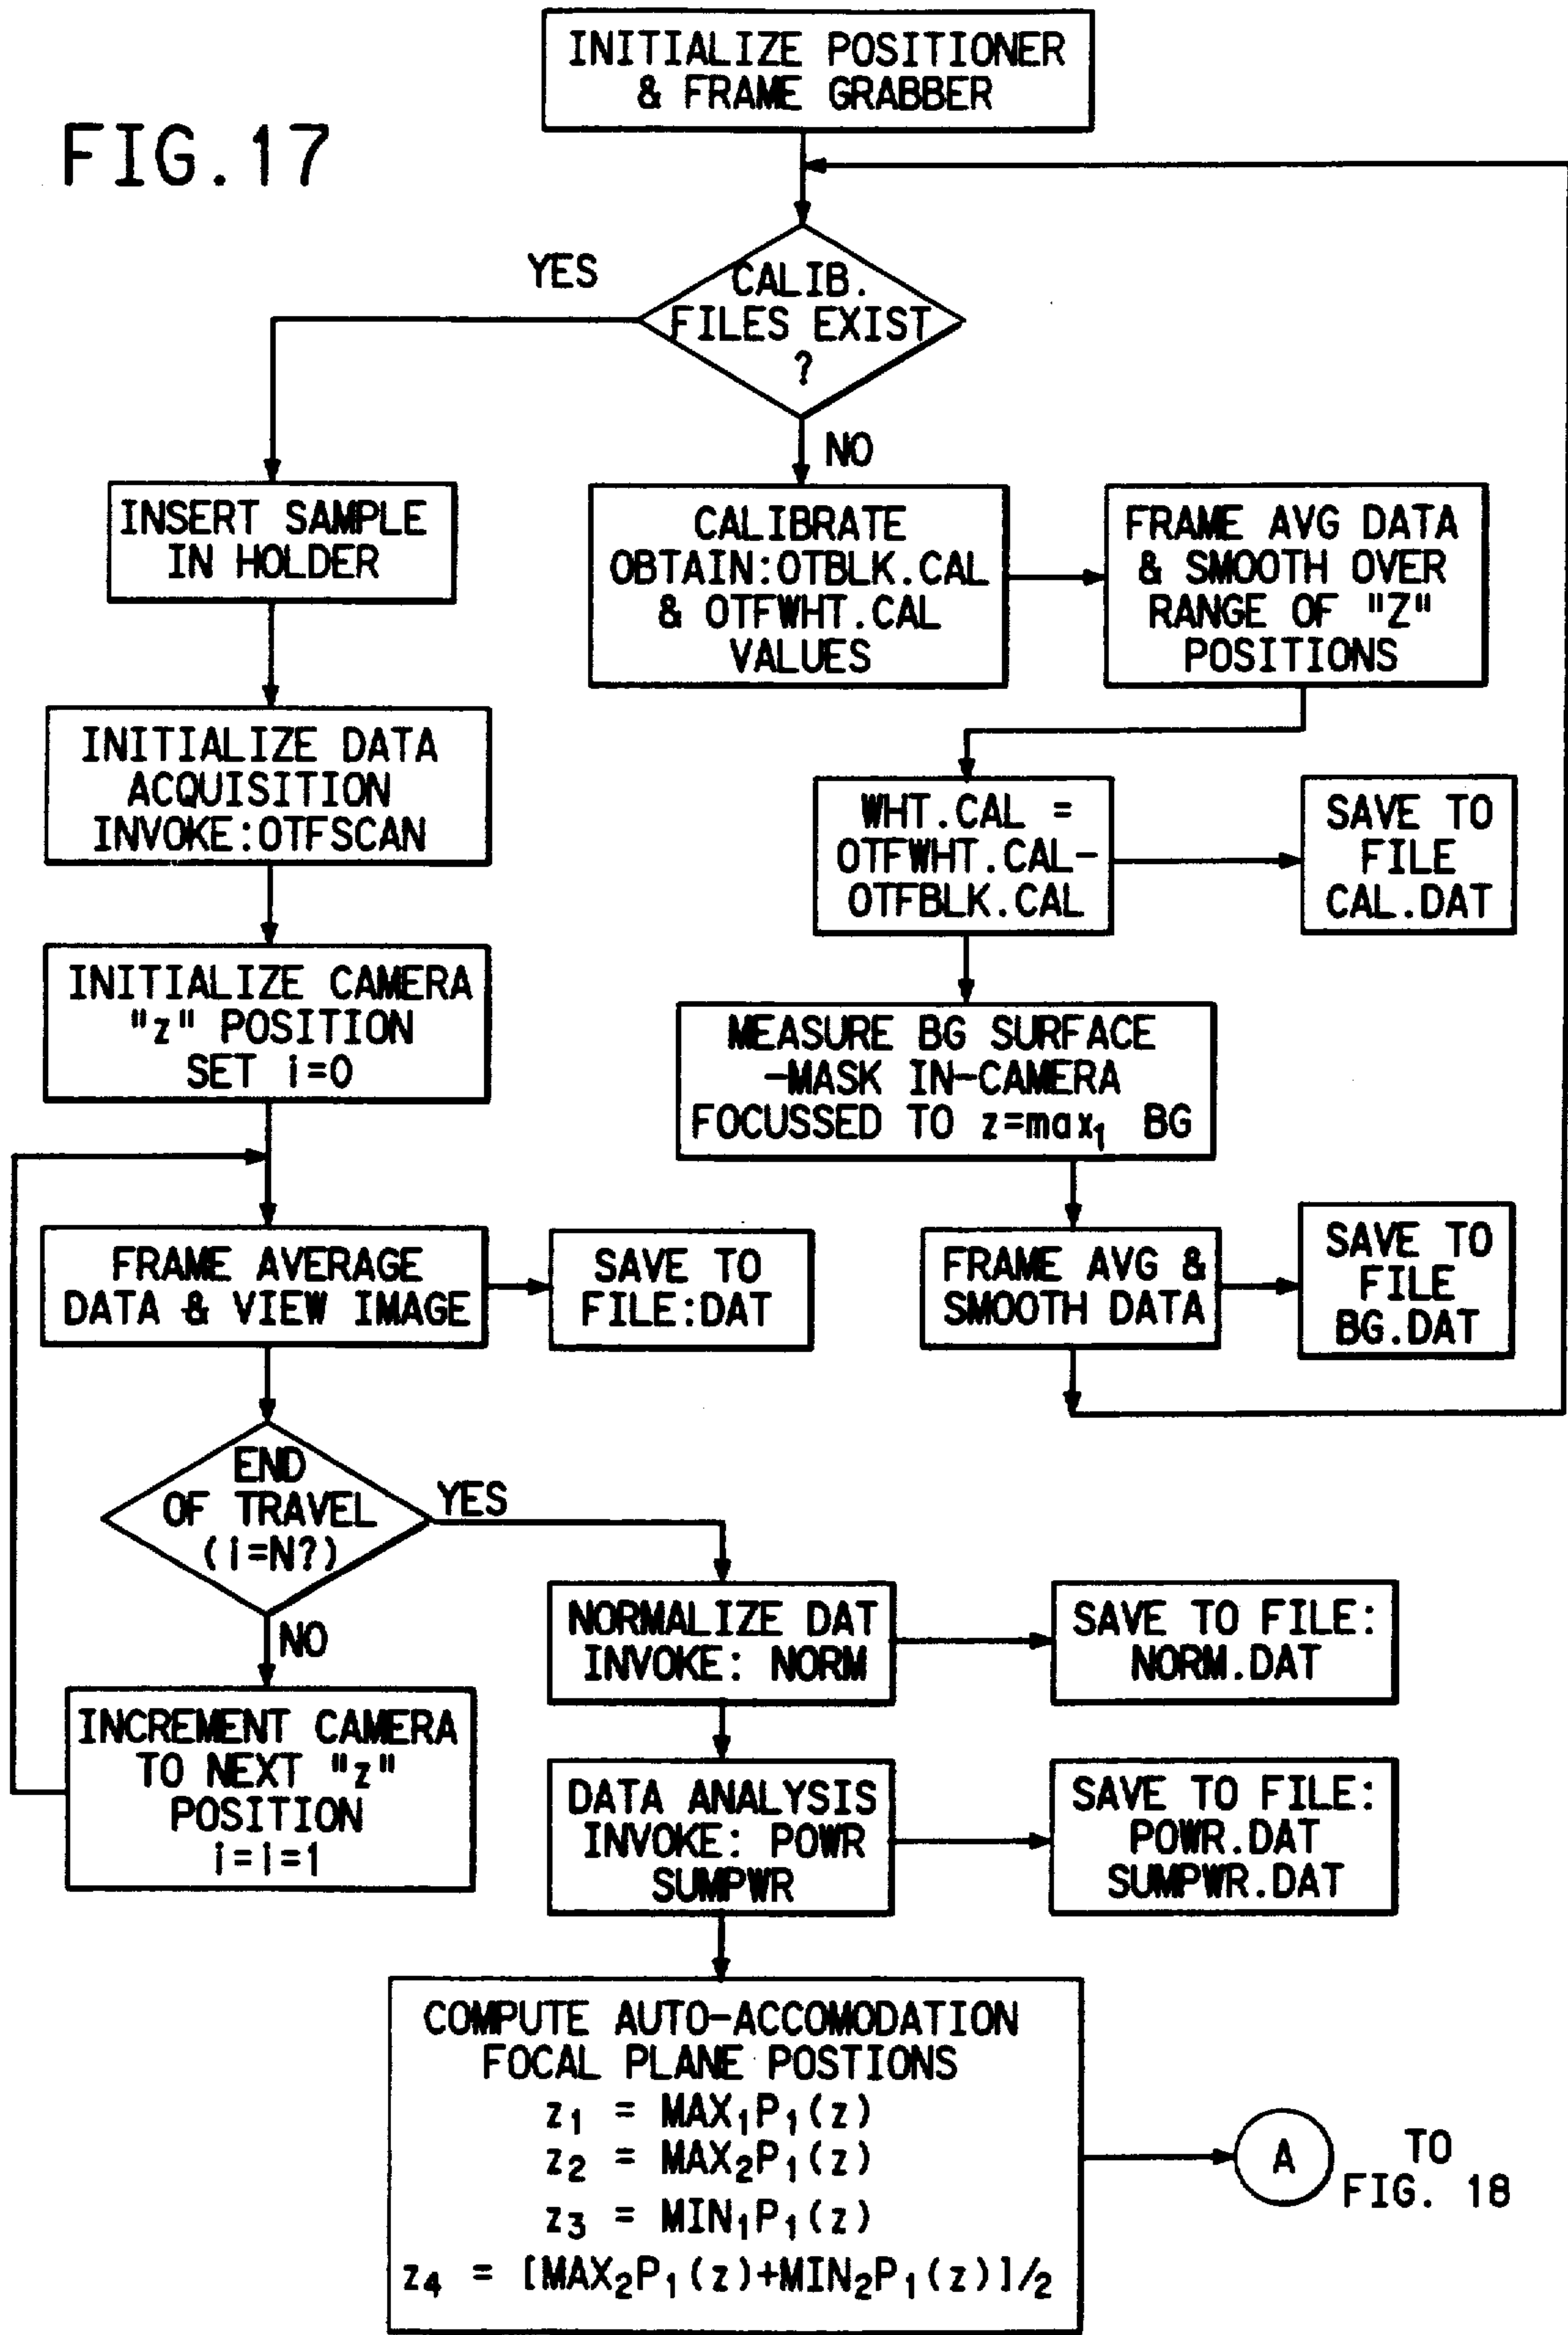 INITIALIZE POSITIONER
& FRAME GRABBER
FIG.17
YES
CALIB.
FILES EXIST
?
NO
INSERT SAMPLE
IN HOLDER
CALIBRATE
OBTAIN:OTBLK.CAL
& OTFWHT.CAL
VALUES
FRAME AVG DATA
& SMOOTH OVER
RANGE OF "Z"
POSITIONS
INITIALIZE DATA
ACQUISITION
INVOKE:OTFSCAN
WHT.CAL =
OTFWHT.CAL-
OTFBLK.CAL
SAVE TO
FILE
CAL.DAT
INITIALIZE CAMERA
"z" POSITION
SET i=0
MEASURE BG SURFACE
-MASK IN-CAMERA
FOCUSSED TO z=max₁ BG
FRAME AVERAGE
DATA & VIEW IMAGE
SAVE TO
FILE:DAT
FRAME AVG &
SMOOTH DATA
SAVE TO
FILE
BG.DAT
END
OF TRAVEL
(i=N?)
YES
NO
NORMALIZE DAT
INVOKE: NORM
SAVE TO FILE:
NORM.DAT
INCREMENT CAMERA
TO NEXT "z"
POSITION
i=i=1
DATA ANALYSIS
INVOKE: POWR
SUMPWR
SAVE TO FILE:
POWR.DAT
SUMPWR.DAT
COMPUTE AUTO-ACCOMODATION
FOCAL PLANE POSTIONS
z₁ = MAX₁P₁(z)
z₂ = MAX₂P₁(z)
z₃ = MIN₁P₁(z)
z₄ = [MAX₂P₁(z)+MIN₂P₁(z)]/2
A
TO
FIG. 18